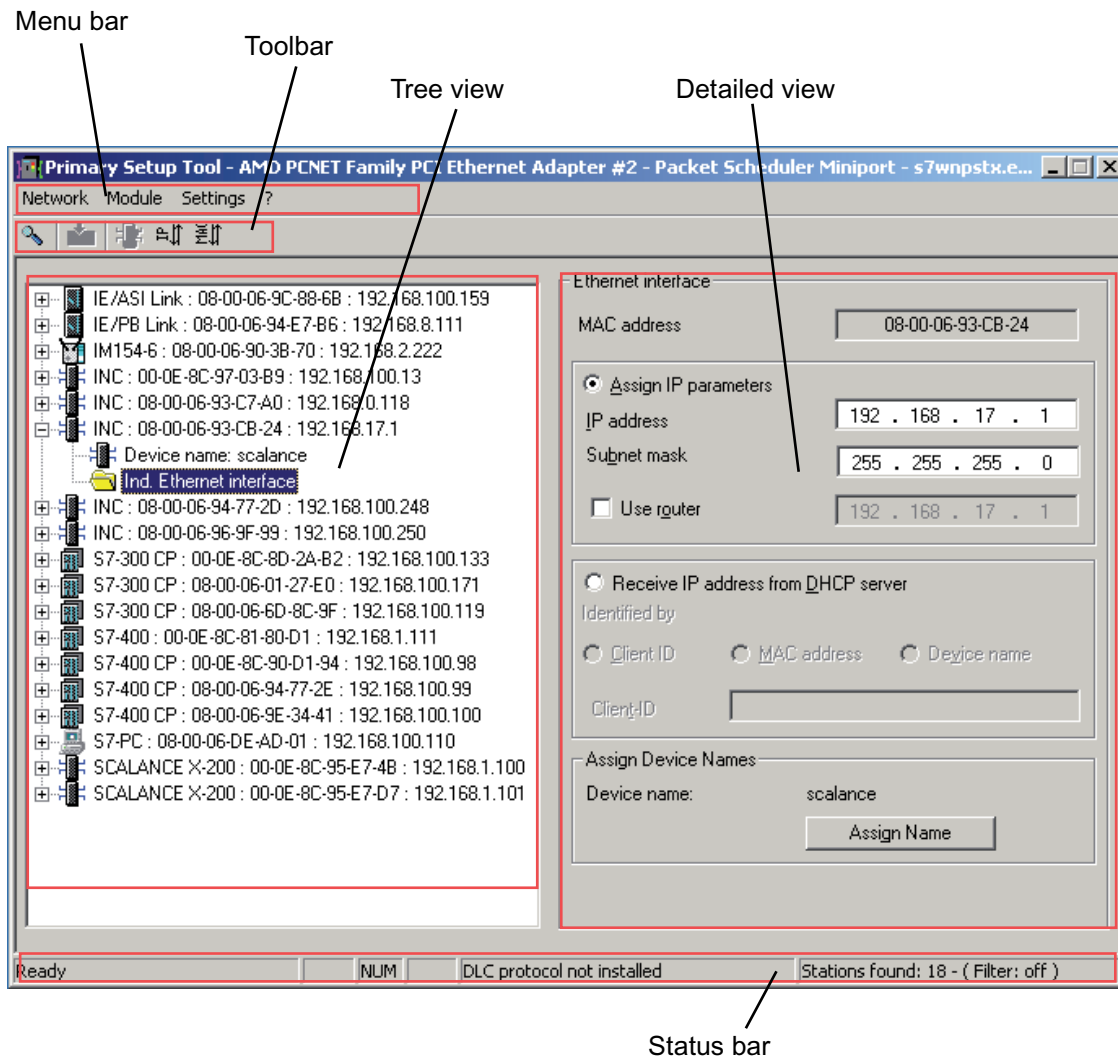 Menu bar
Toolbar
Tree view
Detailed view
Primary Setup Tool - AMD PCNET Family PCI Ethernet Adapter #2 - Packet Scheduler Miniport - s7wnpstx.e...
Network Module Settings ?
IP MAC
IE/ASI Link : 08-00-06-9C-88-6B : 192.168.100.159
IE/PB Link : 08-00-06-94-E7-B6 : 192.168.8.111
IM154-6 : 08-00-06-90-3B-70 : 192.168.2.222
INC : 00-0E-8C-97-03-B9 : 192.168.100.13
INC : 08-00-06-93-C7-A0 : 192.168.0.118
INC : 08-00-06-93-CB-24 : 192.168.17.1
Device name: scalance
Ind. Ethernet interface
INC : 08-00-06-94-77-2D : 192.168.100.248
INC : 08-00-06-96-9F-99 : 192.168.100.250
S7-300 CP : 00-0E-8C-8D-2A-B2 : 192.168.100.133
S7-300 CP : 08-00-06-01-27-E0 : 192.168.100.171
S7-300 CP : 08-00-06-6D-8C-9F : 192.168.100.119
S7-400 : 00-0E-8C-81-80-D1 : 192.168.1.111
S7-400 CP : 00-0E-8C-90-D1-94 : 192.168.100.98
S7-400 CP : 08-00-06-94-77-2E : 192.168.100.99
S7-400 CP : 08-00-06-9E-34-41 : 192.168.100.100
S7-PC : 08-00-06-DE-AD-01 : 192.168.100.110
SCALANCE X-200 : 00-0E-8C-95-E7-4B : 192.168.1.100
SCALANCE X-200 : 00-0E-8C-95-E7-D7 : 192.168.1.101
Ethernet interface
MAC address 08-00-06-93-CB-24
Assign IP parameters
IP address 192 . 168 . 17 . 1
Subnet mask 255 . 255 . 255 . 0
Use router 192 . 168 . 17 . 1
Receive IP address from DHCP server
Identified by
Client ID MAC address Device name
Client-ID
Assign Device Names
Device name: scalance
Assign Name
Ready NUM DLC protocol not installed Stations found: 18 - ( Filter: off )
Status bar